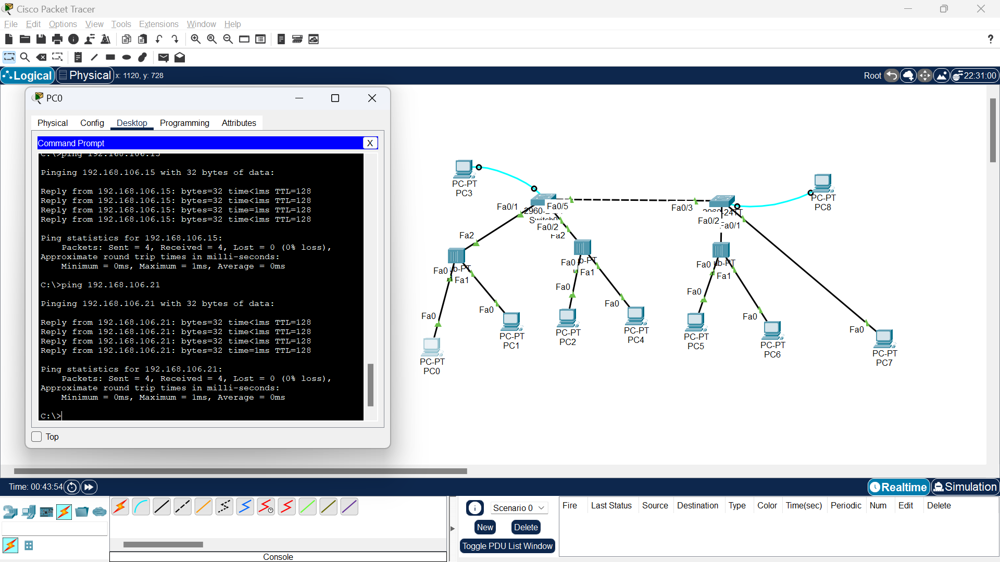 Cisco Packet Tracer
File Edit Options View Tools Extensions Window Help
?
Logical Physical x: 1120, y: 728
Root 22:31:00
PC0
Physical Config Desktop Programming Attributes
Command Prompt X
C:\>ping 192.168.106.15
Pinging 192.168.106.15 with 32 bytes of data:
Reply from 192.168.106.15: bytes=32 time<1ms TTL=128
Reply from 192.168.106.15: bytes=32 time<1ms TTL=128
Reply from 192.168.106.15: bytes=32 time=1ms TTL=128
Reply from 192.168.106.15: bytes=32 time<1ms TTL=128
Ping statistics for 192.168.106.15:
Packets: Sent = 4, Received = 4, Lost = 0 (0% loss),
Approximate round trip times in milli-seconds:
Minimum = 0ms, Maximum = 1ms, Average = 0ms
C:\>ping 192.168.106.21
Pinging 192.168.106.21 with 32 bytes of data:
Reply from 192.168.106.21: bytes=32 time<1ms TTL=128
Reply from 192.168.106.21: bytes=32 time<1ms TTL=128
Reply from 192.168.106.21: bytes=32 time<1ms TTL=128
Reply from 192.168.106.21: bytes=32 time=1ms TTL=128
Ping statistics for 192.168.106.21:
Packets: Sent = 4, Received = 4, Lost = 0 (0% loss),
Approximate round trip times in milli-seconds:
Minimum = 0ms, Maximum = 1ms, Average = 0ms
C:\>
Top
PC-PT
PC3
Fa0/1
Fa0/5
Switch0
Fa0/2
Fa2
Fa2
Fa0/3
Fa0/2
Fa0/1
PC-PT
PC8
Fa0
Fa1
Fa0
Fa0
PC-PT
PC0
PC-PT
PC1
Fa0
Fa1
Fa0
Fa0
PC-PT
PC2
PC-PT
PC4
Fa0
Fa1
Fa0
Fa0
PC-PT
PC5
PC-PT
PC6
Fa0
PC-PT
PC7
Time: 00:43:54
Realtime Simulation
Scenario 0
New Delete
Toggle PDU List Window
Fire Last Status Source Destination Type Color Time(sec) Periodic Num Edit Delete
Console